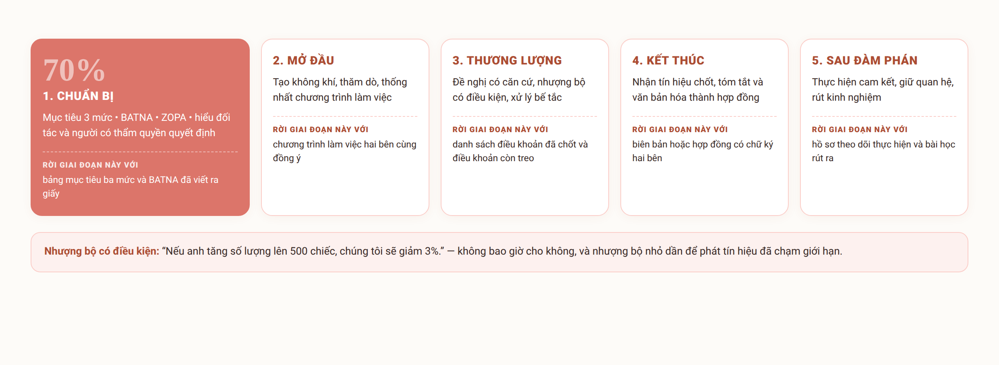 70%
1. CHUẨN BỊ
Mục tiêu 3 mức • BATNA • ZOPA • hiểu đối
tác và người có thẩm quyền quyết định
RỜI GIAI ĐOẠN NÀY VỚI
bảng mục tiêu ba mức và BATNA đã viết ra
giấy
2. MỞ ĐẦU
Tạo không khí, thăm dò, thống
nhất chương trình làm việc
RỜI GIAI ĐOẠN NÀY VỚI
chương trình làm việc hai bên cùng
đồng ý
3. THƯƠNG LƯỢNG
Đề nghị có căn cứ, nhượng bộ
có điều kiện, xử lý bế tắc
RỜI GIAI ĐOẠN NÀY VỚI
danh sách điều khoản đã chốt và
điều khoản còn treo
4. KẾT THÚC
Nhận tín hiệu chốt, tóm tắt và
văn bản hóa thành hợp đồng
RỜI GIAI ĐOẠN NÀY VỚI
biên bản hoặc hợp đồng có chữ ký
hai bên
5. SAU ĐÀM PHÁN
Thực hiện cam kết, giữ quan hệ,
rút kinh nghiệm
RỜI GIAI ĐOẠN NÀY VỚI
hồ sơ theo dõi thực hiện và bài học
rút ra
Nhượng bộ có điều kiện: “Nếu anh tăng số lượng lên 500 chiếc, chúng tôi sẽ giảm 3%.” — không bao giờ cho không, và nhượng bộ nhỏ dần để phát tín hiệu đã chạm giới hạn.